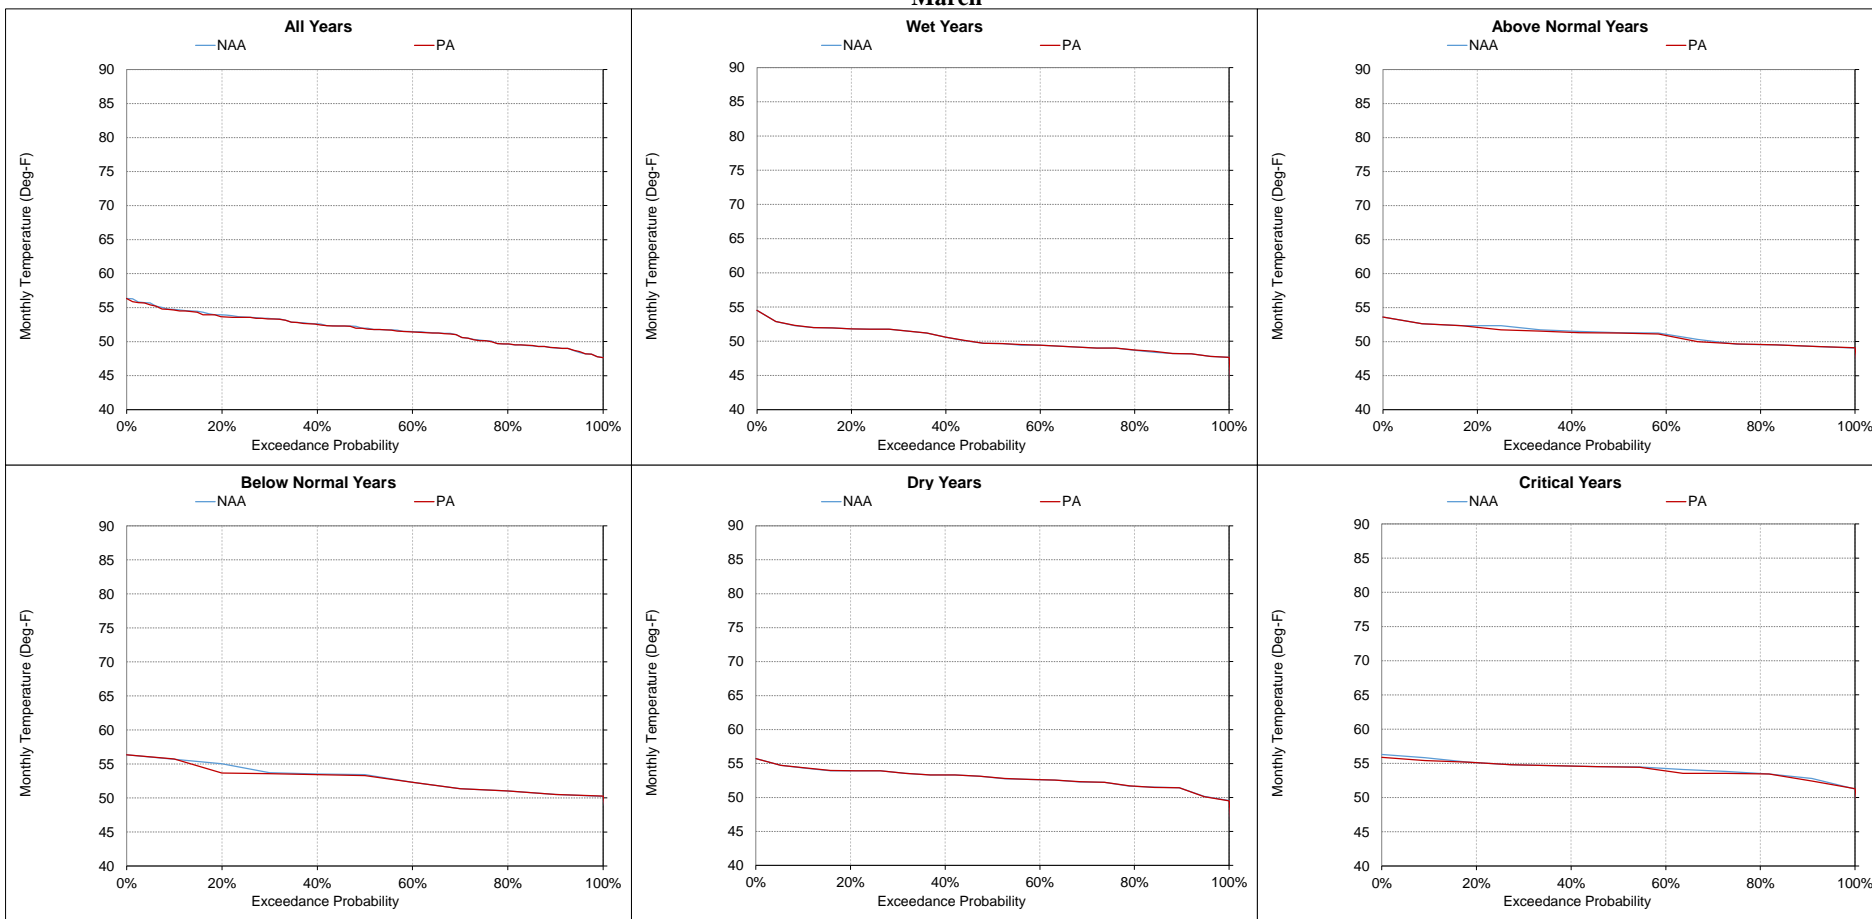 March
All Years
NAA PA
Monthly Temperature (Deg-F)
90
85
80
75
70
65
60
55
50
45
40
0% 20% 40% 60% 80% 100%
Exceedance Probability
Wet Years
NAA PA
Monthly Temperature (Deg-F)
90
85
80
75
70
65
60
55
50
45
40
0% 20% 40% 60% 80% 100%
Exceedance Probability
Above Normal Years
NAA PA
Monthly Temperature (Deg-F)
90
85
80
75
70
65
60
55
50
45
40
0% 20% 40% 60% 80% 100%
Exceedance Probability
Below Normal Years
NAA PA
Monthly Temperature (Deg-F)
90
85
80
75
70
65
60
55
50
45
40
0% 20% 40% 60% 80% 100%
Exceedance Probability
Dry Years
NAA PA
Monthly Temperature (Deg-F)
90
85
80
75
70
65
60
55
50
45
40
0% 20% 40% 60% 80% 100%
Exceedance Probability
Critical Years
NAA PA
Monthly Temperature (Deg-F)
90
85
80
75
70
65
60
55
50
45
40
0% 20% 40% 60% 80% 100%
Exceedance Probability